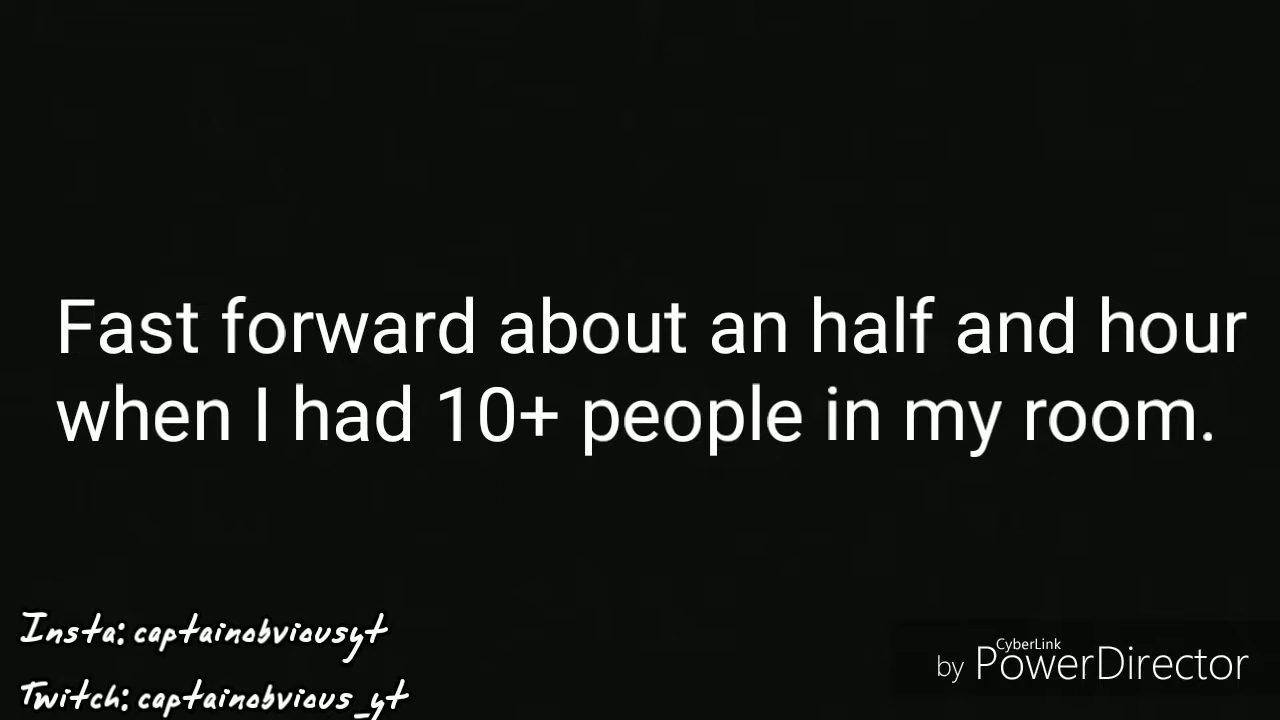 Fast forward about an half and hour
when I had 10+ people in my room.
Insta: captainobviousyt
Twitch: captainobvious_yt
CyberLink
by PowerDirector